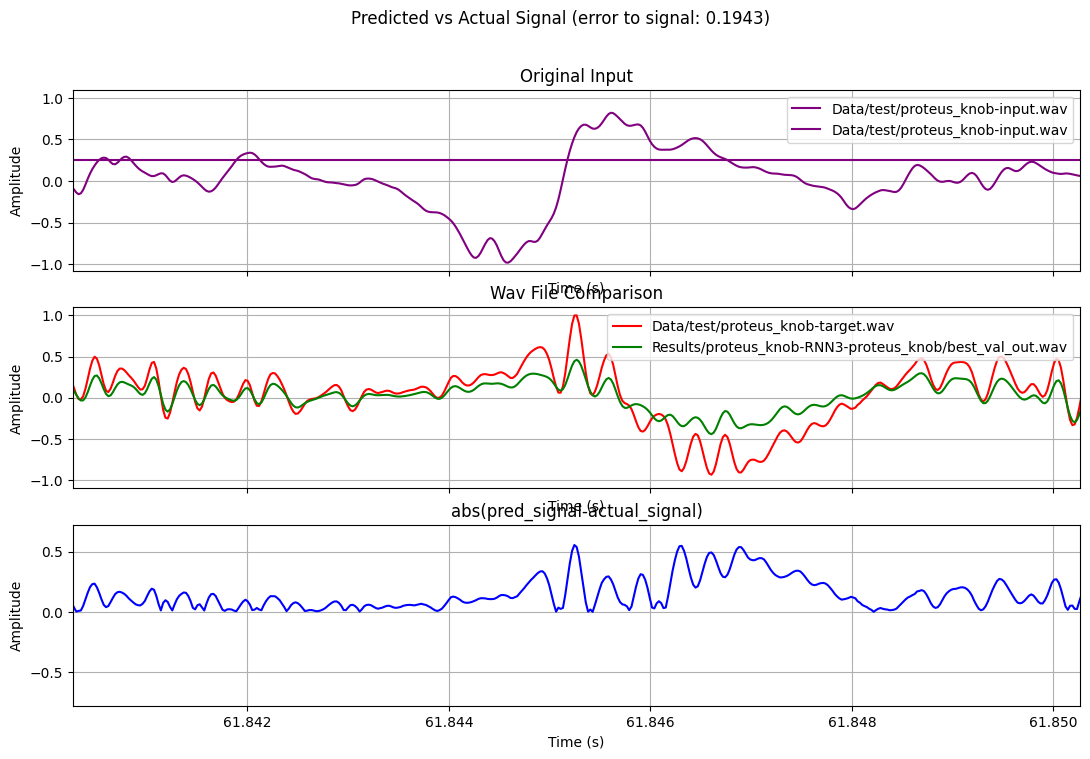 Predicted vs Actual Signal (error to signal: 0.1943)
Original Input
Amplitude
1.0
0.5
0.0
−0.5
−1.0
Data/test/proteus_knob-input.wav
Data/test/proteus_knob-input.wav
Time (s)
Wav File Comparison
Amplitude
1.0
0.5
0.0
−0.5
−1.0
Data/test/proteus_knob-target.wav
Results/proteus_knob-RNN3-proteus_knob/best_val_out.wav
Time (s)
abs(pred_signal-actual_signal)
Amplitude
0.5
0.0
−0.5
61.842 61.844 61.846 61.848 61.850
Time (s)